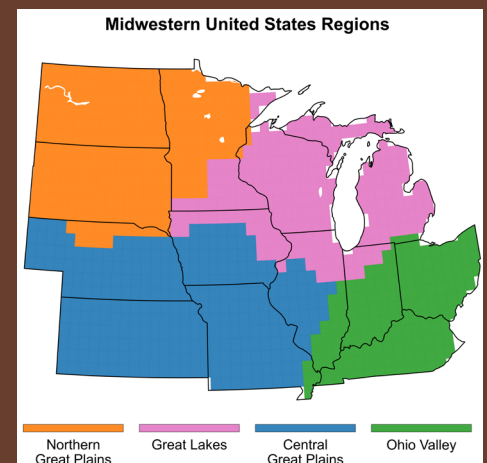 Midwestern United States Regions
Northern
Great Plains
Great Lakes
Central
Great Plains
Ohio Valley